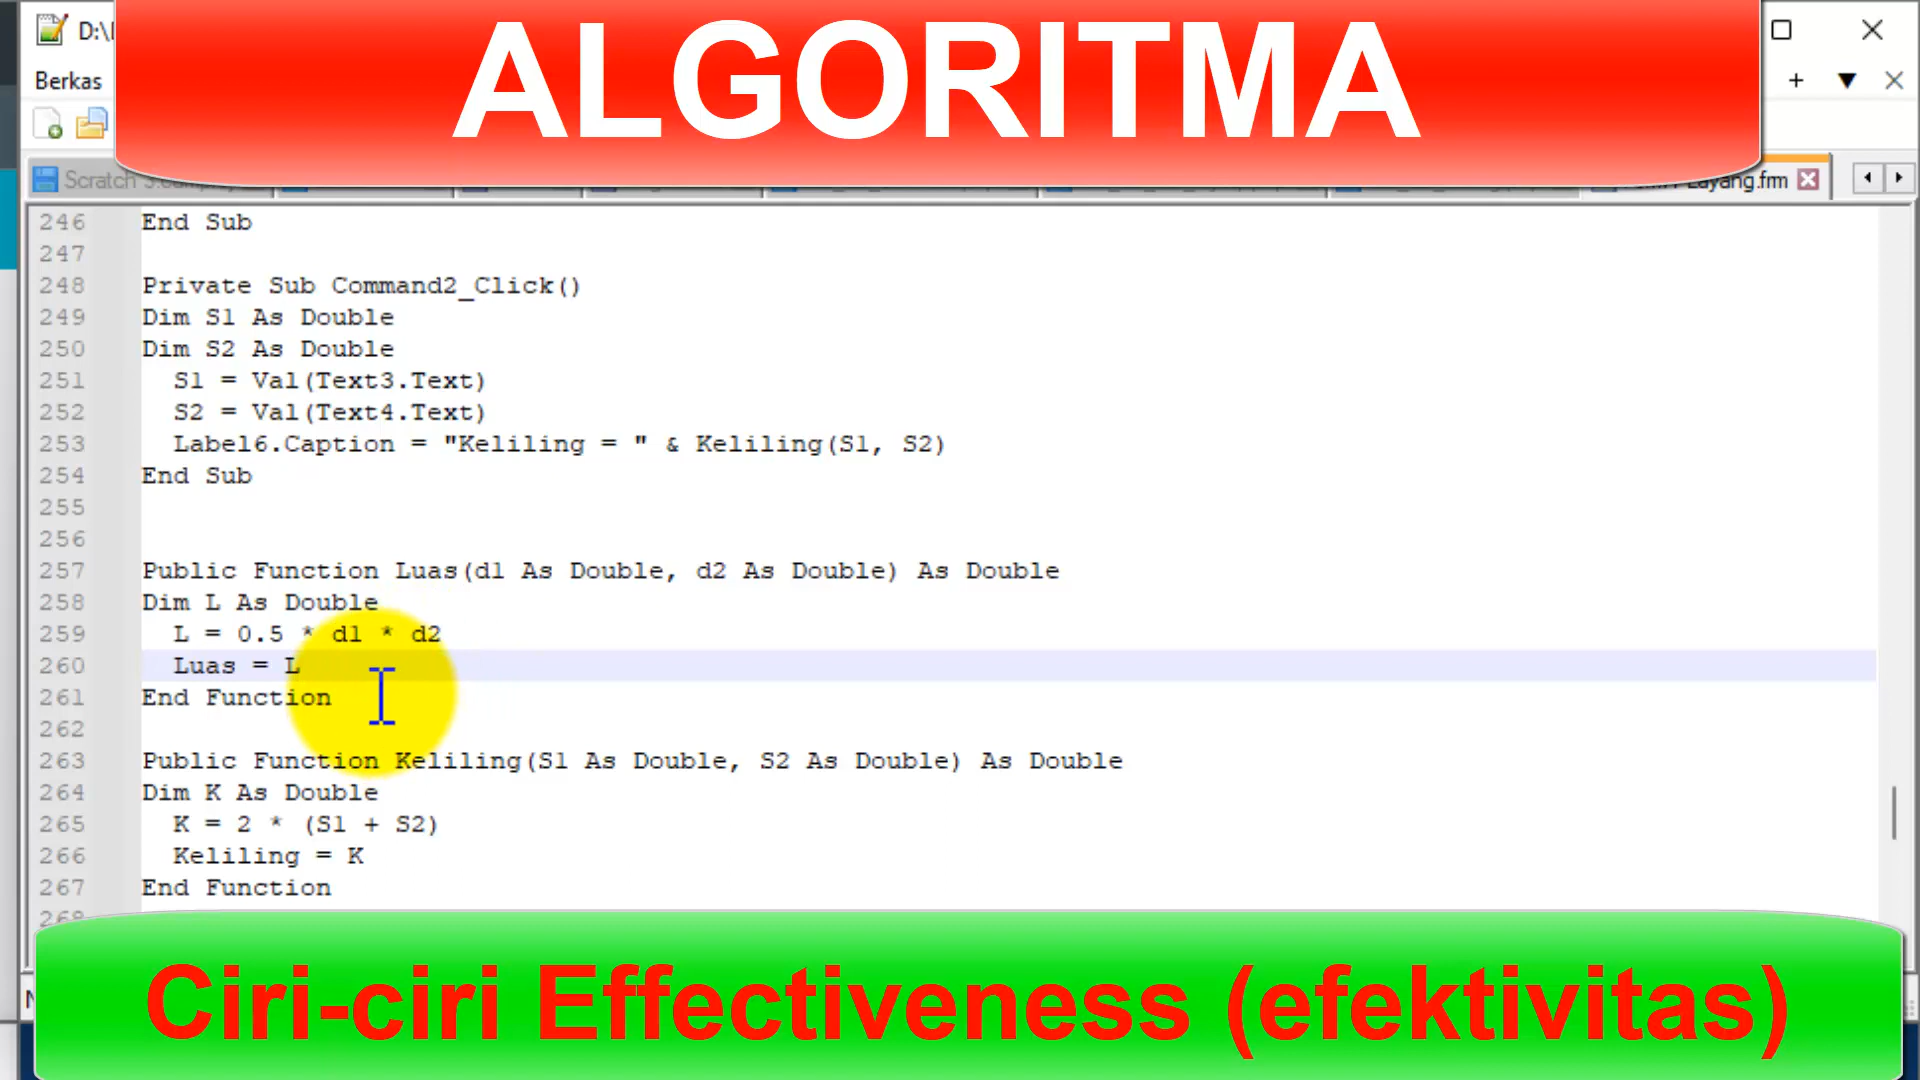 ALGORITMA
D:\
Berkas
Scratch 3
Layang.frm
246 End Sub
247
248 Private Sub Command2_Click()
249 Dim S1 As Double
250 Dim S2 As Double
251 S1 = Val(Text3.Text)
252 S2 = Val(Text4.Text)
253 Label6.Caption = "Keliling = " & Keliling(S1, S2)
254 End Sub
255
256
257 Public Function Luas(d1 As Double, d2 As Double) As Double
258 Dim L As Double
259 L = 0.5 * d1 * d2
260 Luas = L
261 End Function
262
263 Public Function Keliling(S1 As Double, S2 As Double) As Double
264 Dim K As Double
265 K = 2 * (S1 + S2)
266 Keliling = K
267 End Function
268
Ciri-ciri Effectiveness (efektivitas)